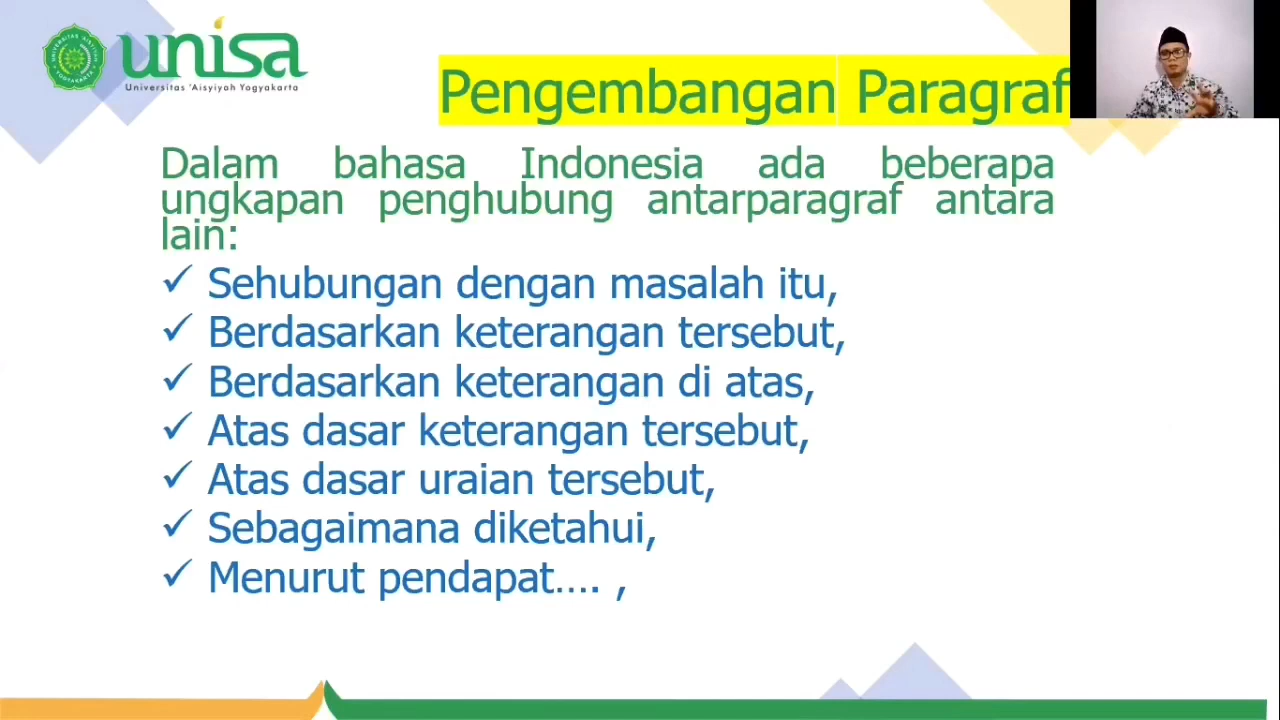 unisa
Universitas 'Aisyiyah Yogyakarta
Pengembangan Paragraf
Dalam bahasa Indonesia ada beberapa
ungkapan penghubung antarparagraf antara
lain:
✓ Sehubungan dengan masalah itu,
✓ Berdasarkan keterangan tersebut,
✓ Berdasarkan keterangan di atas,
✓ Atas dasar keterangan tersebut,
✓ Atas dasar uraian tersebut,
✓ Sebagaimana diketahui,
✓ Menurut pendapat…. ,